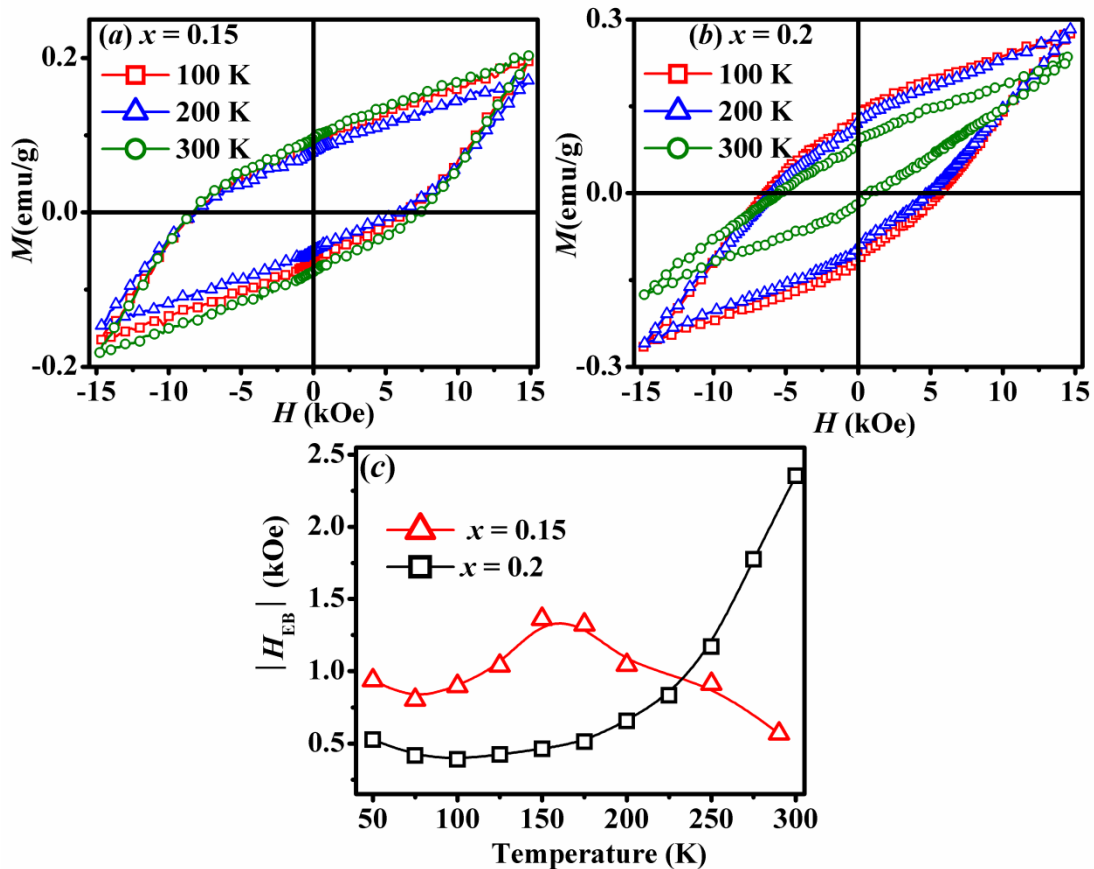 (a) x = 0.15
100 K
200 K
300 K
0.2
0.0
-0.2
M(emu/g)
-15 -10 -5 0 5 10 15
H (kOe)
(b) x = 0.2
100 K
200 K
300 K
0.3
0.0
-0.3
M(emu/g)
-15 -10 -5 0 5 10 15
H (kOe)
(c)
x = 0.15
x = 0.2
2.5
2.0
1.5
1.0
0.5
|H_EB| (kOe)
50 100 150 200 250 300
Temperature (K)